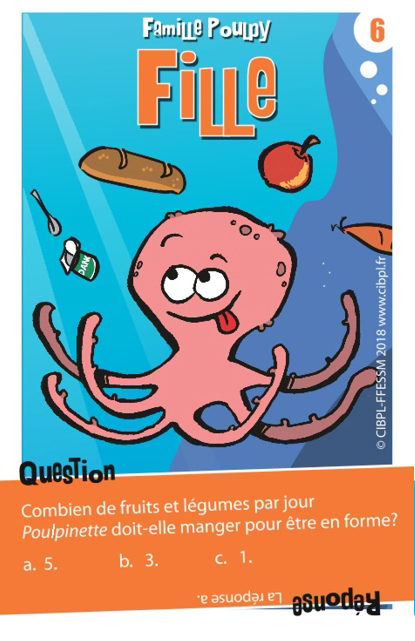 Famille Poulpy
6
Fille
DANK
© CIBPL-FFESSM 2018 www.cibpl.fr
Question
Combien de fruits et légumes par jour
Poulpinette doit-elle manger pour être en forme?
a. 5. b. 3. c. 1.
Réponse
La réponse a.